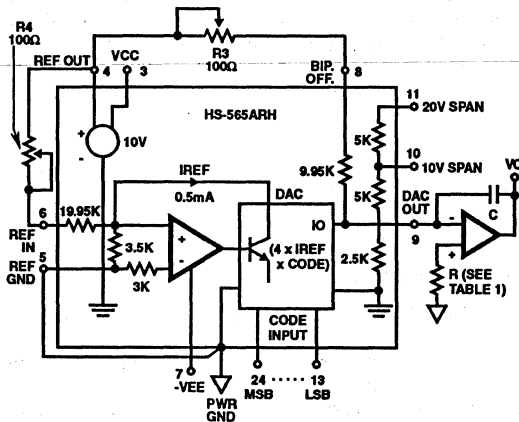 R4
100Ω
R3
100Ω
REF OUT
VCC
4
3
BIP.
OFF.
8
HS-565ARH
11
20V SPAN
5K
+
-
10V
9.95K
10
10V SPAN
IREF
0.5mA
DAC
5K
DAC
OUT
VO
C
6
19.95K
IO
9
REF
IN
3.5K
+
-
(4 x IREF
x CODE)
2.5K
-
+
5
REF
GND
3K
R (SEE
TABLE 1)
CODE
INPUT
7
-VEE
PWR
GND
24 ..... 13
MSB LSB